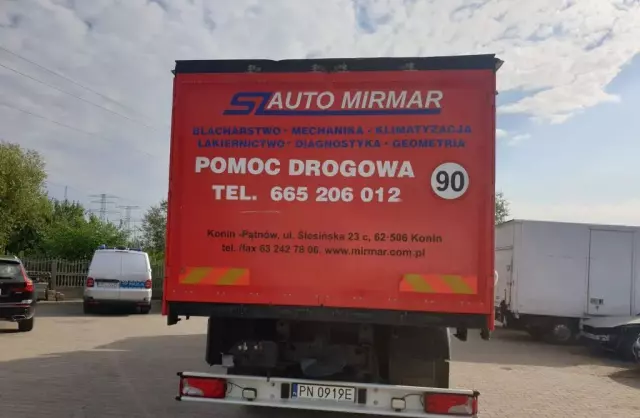 SZ AUTO MIRMAR
BLACHARSTWO - MECHANIKA - KLIMATYZACJA
LAKIERNICTWO - DIAGNOSTYKA - GEOMETRIA
POMOC DROGOWA
TEL. 665 206 012
90
Konin -Patnów, ul. Ślesińska 23 c, 62-506 Konin
tel. /fax 63 242 78 06, www.mirmar.com.pl
PN 0919E